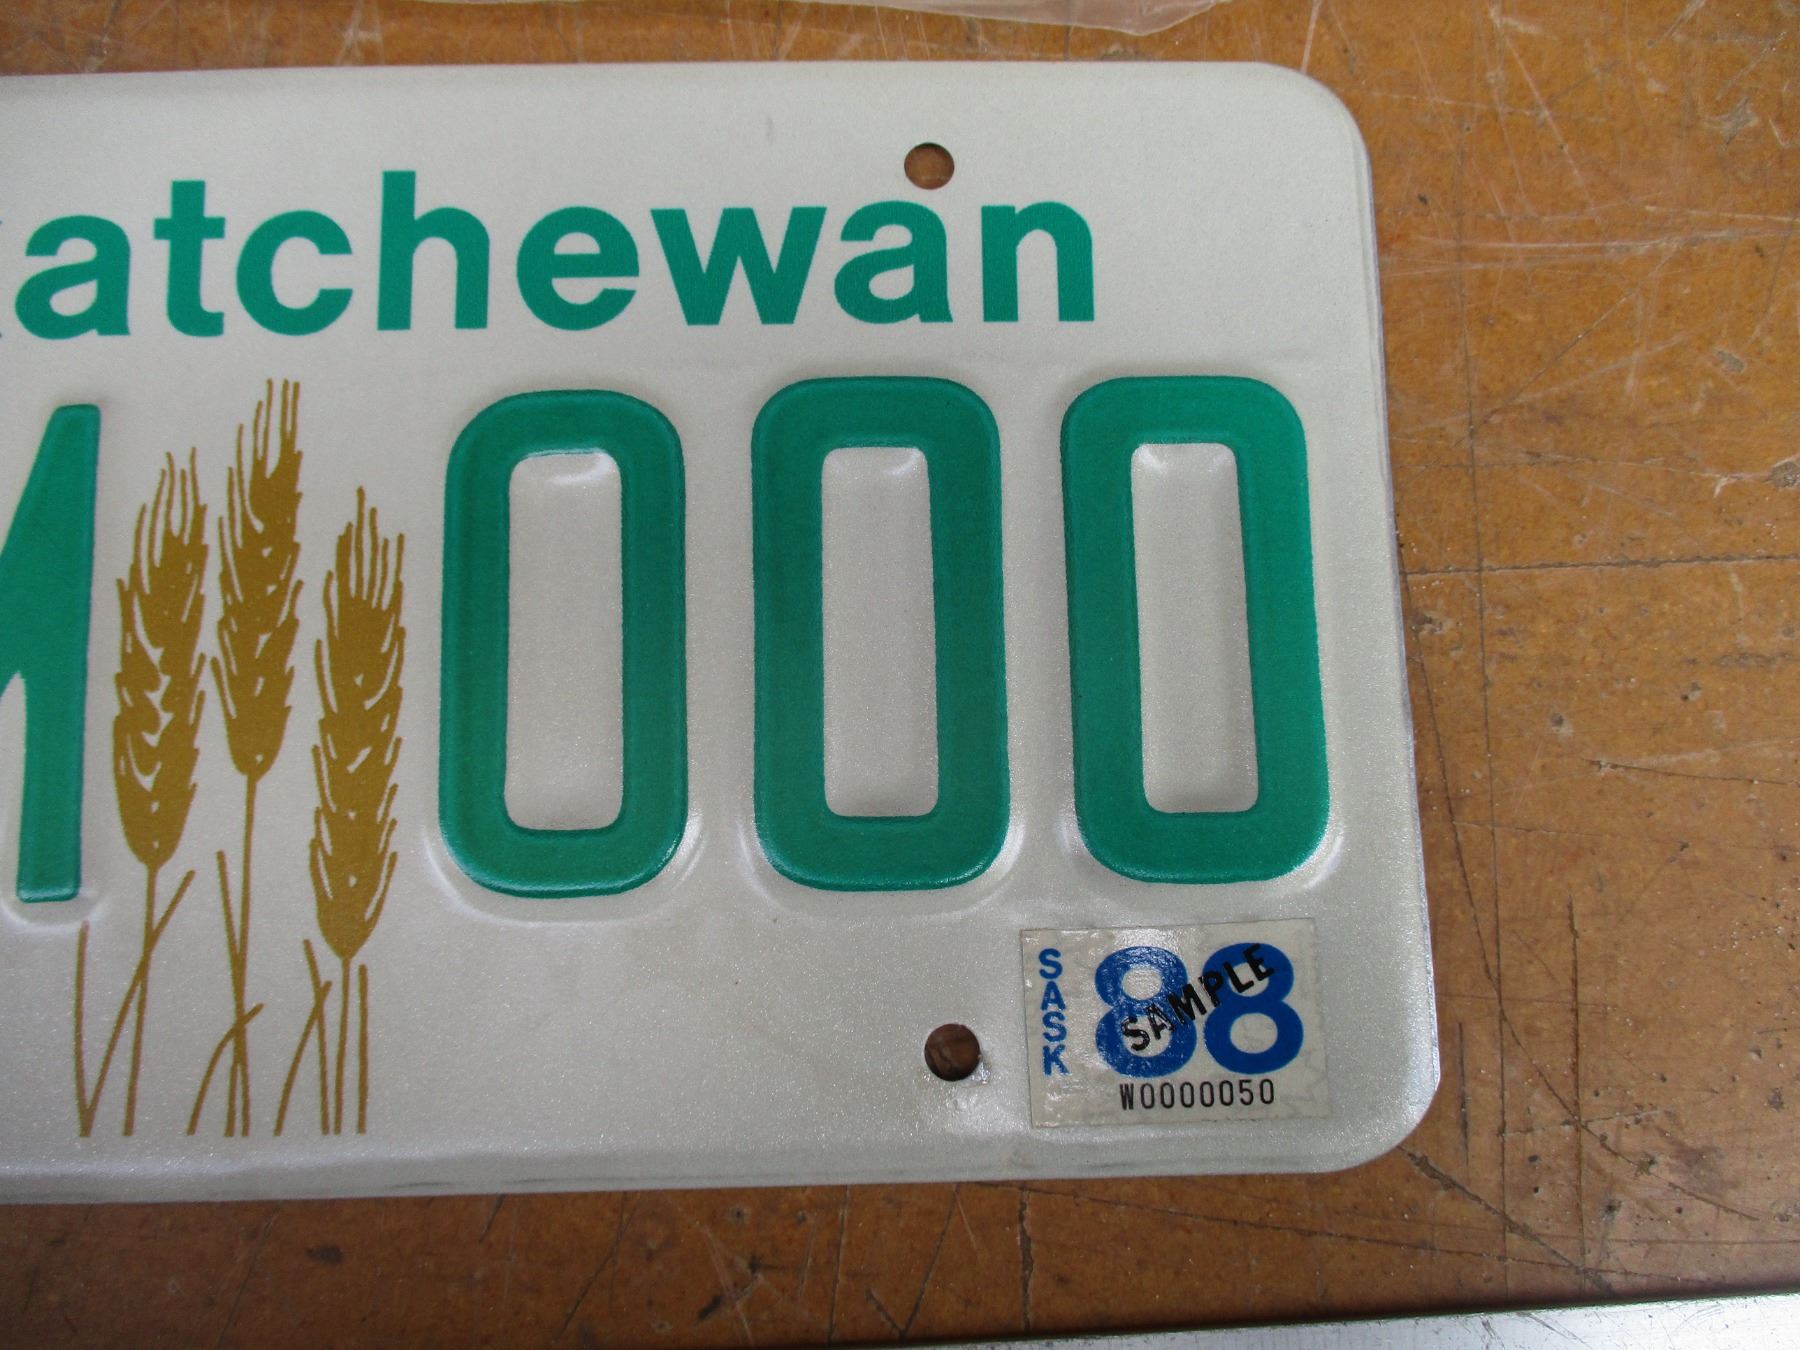 katchewan
M 000
SASK 88
SAMPLE
W0000050